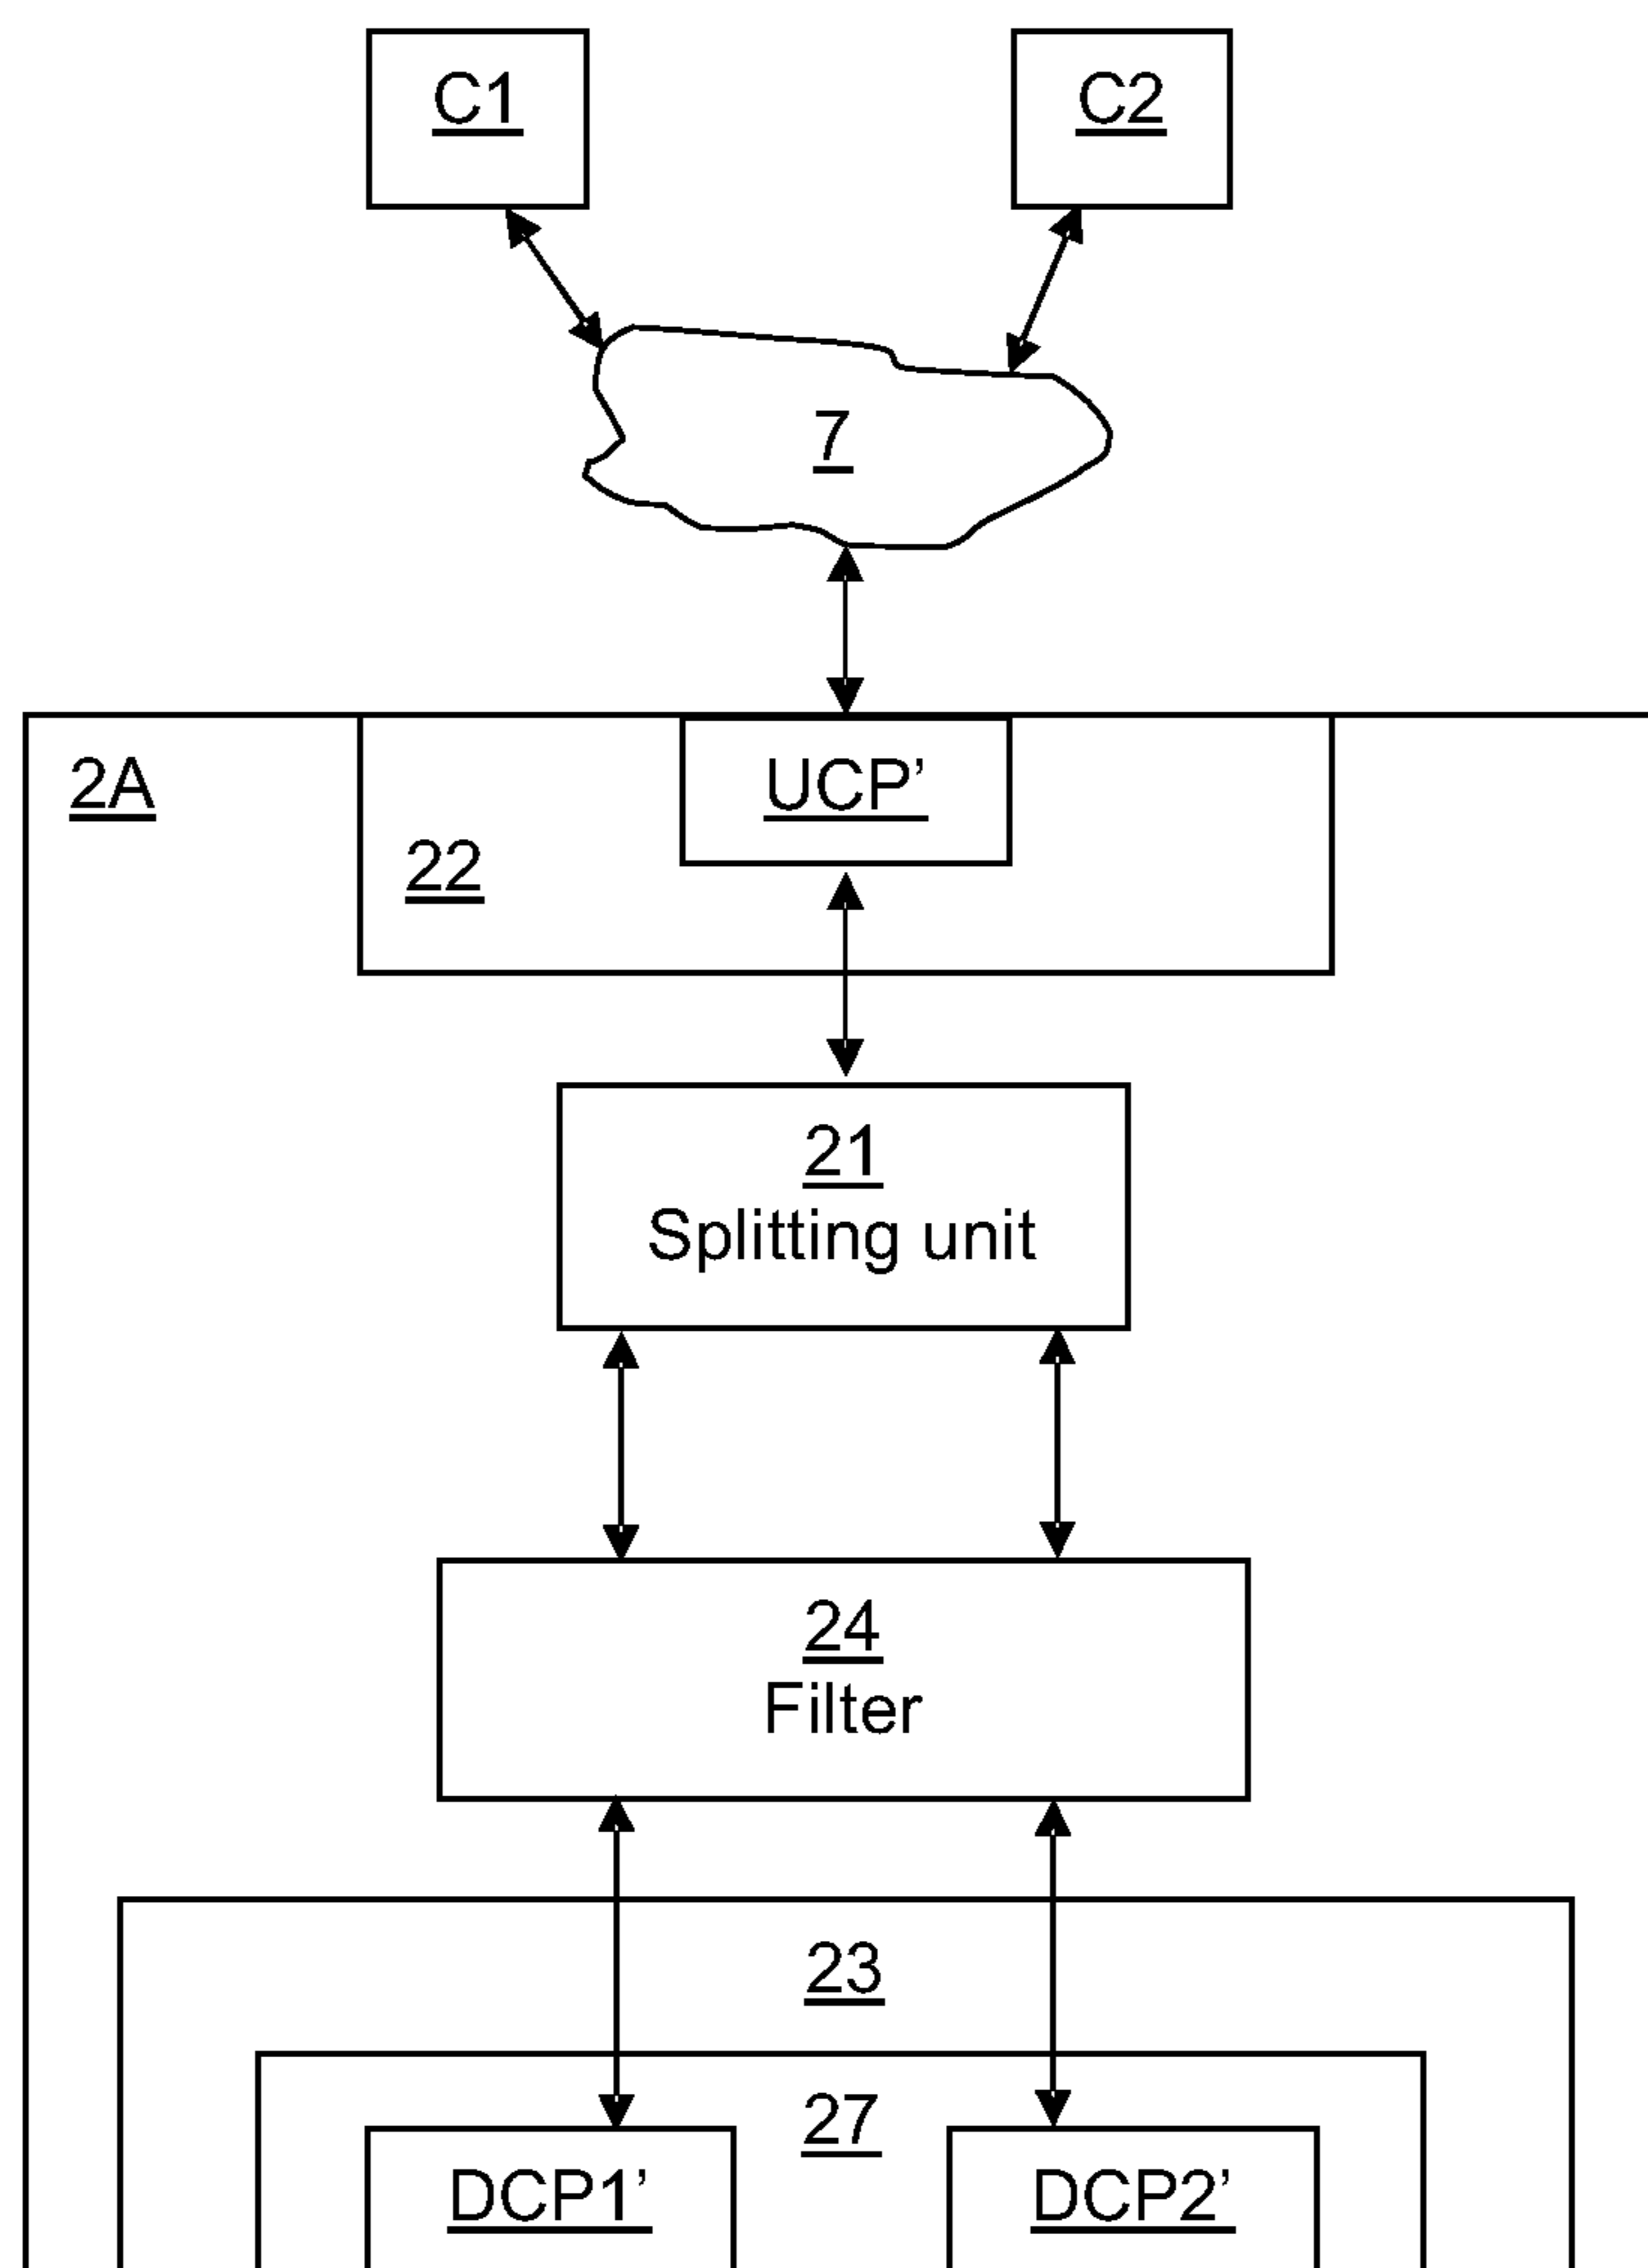 C1
C2
7
2A
UCP’
22
21
Splitting unit
24
Filter
23
27
DCP1’
DCP2’